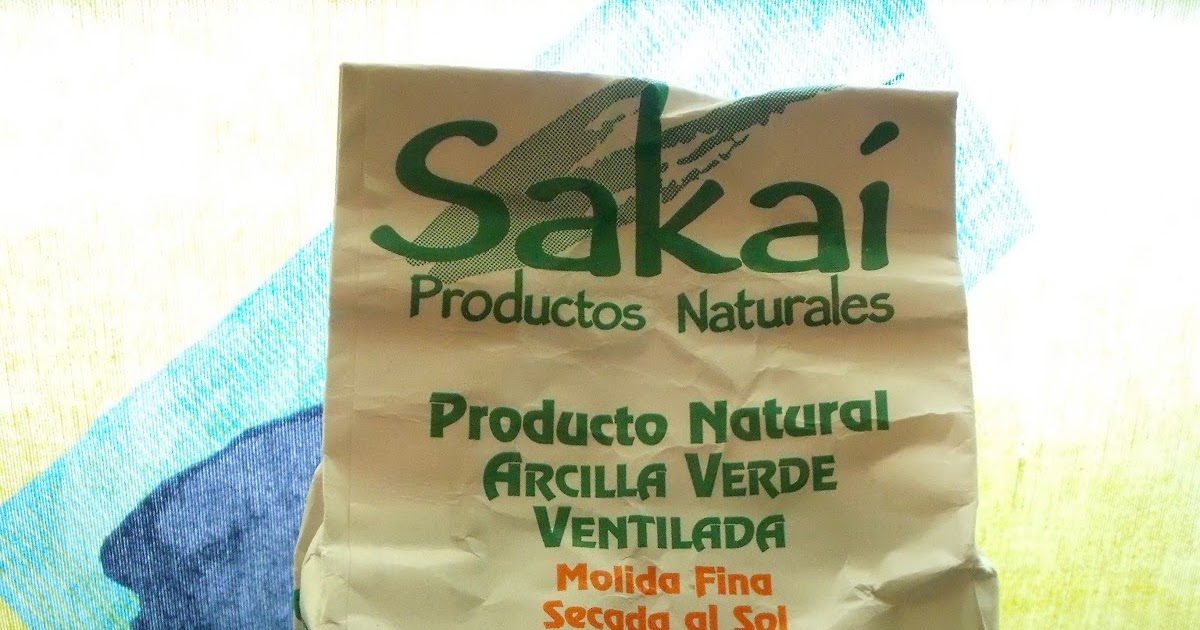 Sakaí
Productos Naturales
Producto Natural
ARCILLA VERDE
VENTILADA
Molida Fina
Secada al Sol